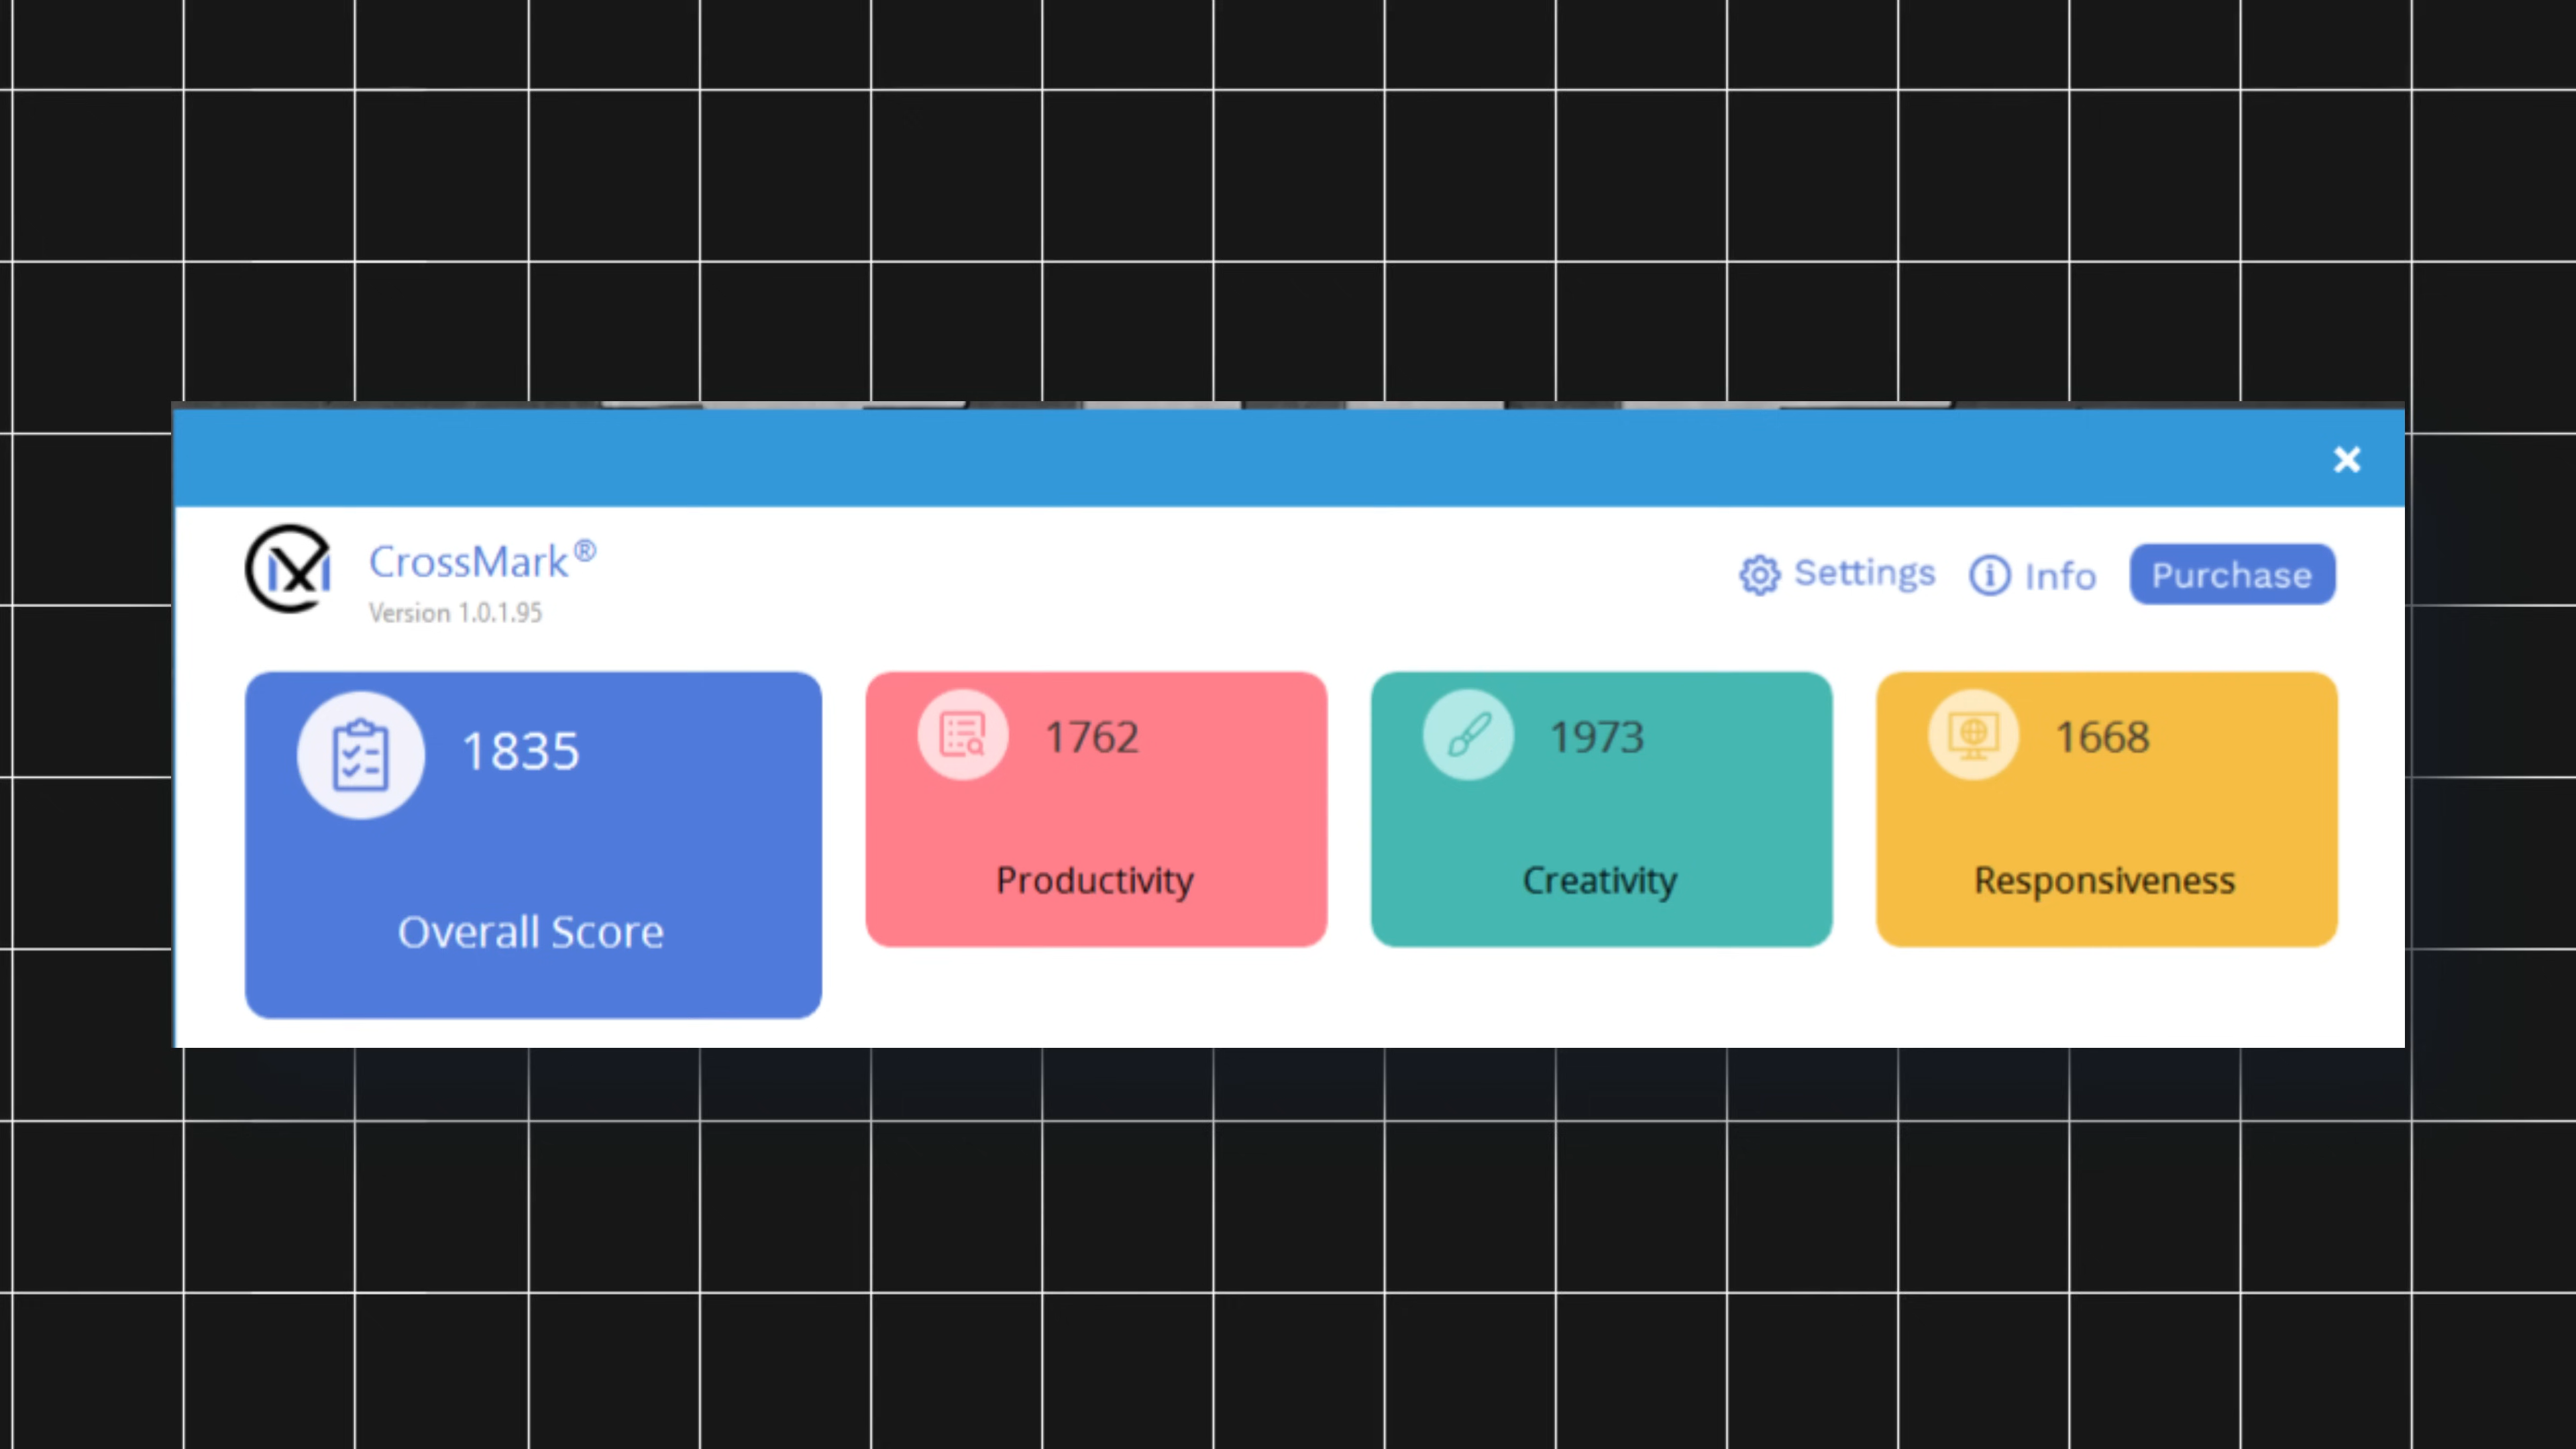 CrossMark®
Version 1.0.1.95
Settings
Info
Purchase
1835
Overall Score
1762
Productivity
1973
Creativity
1668
Responsiveness